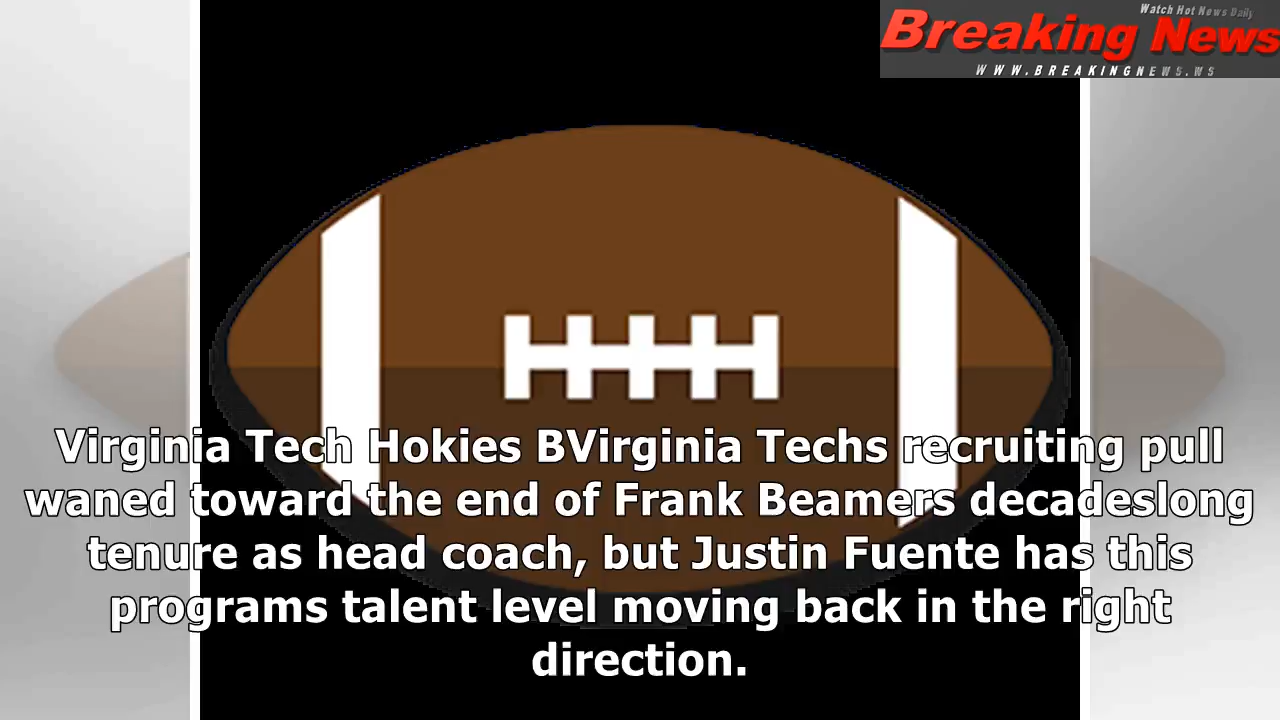 Watch Hot News Daily
Breaking News
WWW.BREAKINGNEWS.WS
Virginia Tech Hokies BVirginia Techs recruiting pull
waned toward the end of Frank Beamers decadeslong
tenure as head coach, but Justin Fuente has this
programs talent level moving back in the right
direction.